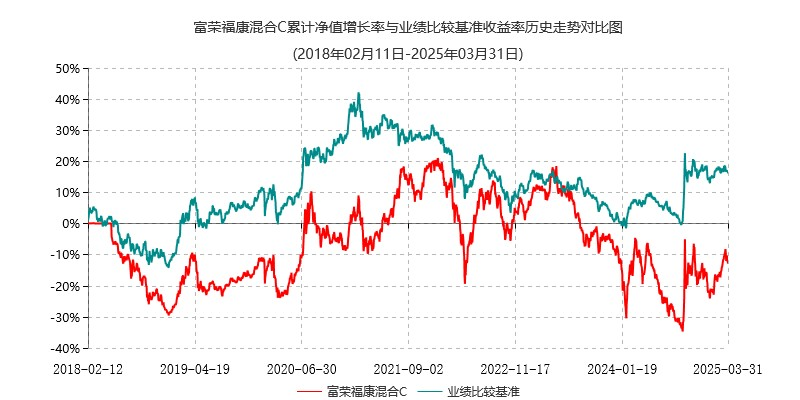 富荣福康混合C累计净值增长率与业绩比较基准收益率历史走势对比图
(2018年02月11日-2025年03月31日)
50%
40%
30%
20%
10%
0%
-10%
-20%
-30%
-40%
2018-02-12 2019-04-19 2020-06-30 2021-09-02 2022-11-17 2024-01-19 2025-03-31
富荣福康混合C 业绩比较基准